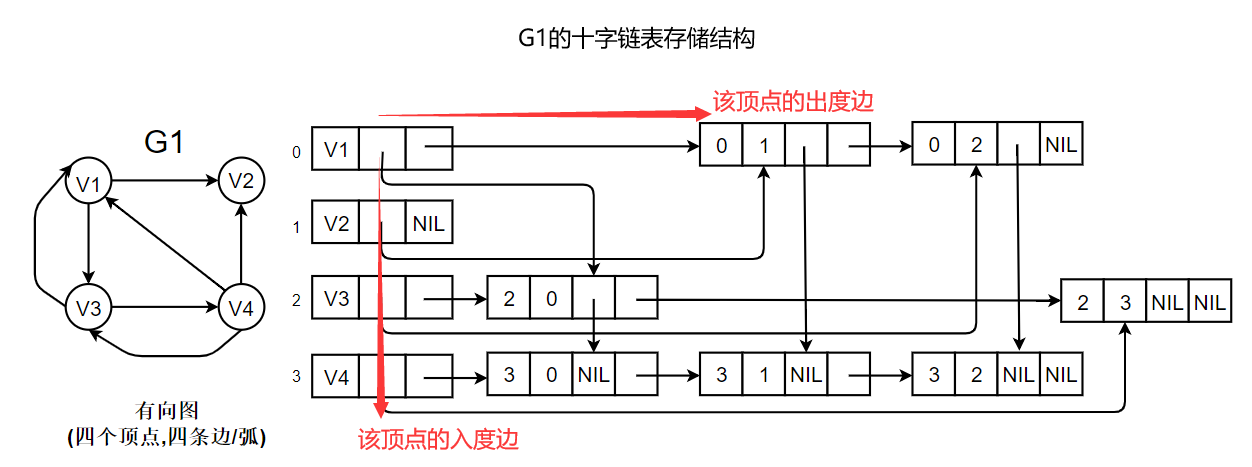 G1的十字链表存储结构
该顶点的出度边
G1
V1
V2
V3
V4
有向图
(四个顶点,四条边/弧)
0 V1 0 1 0 2 NIL
1 V2 NIL
2 V3 2 0 2 3 NIL NIL
3 V4 3 0 NIL 3 1 NIL 3 2 NIL NIL
该顶点的入度边